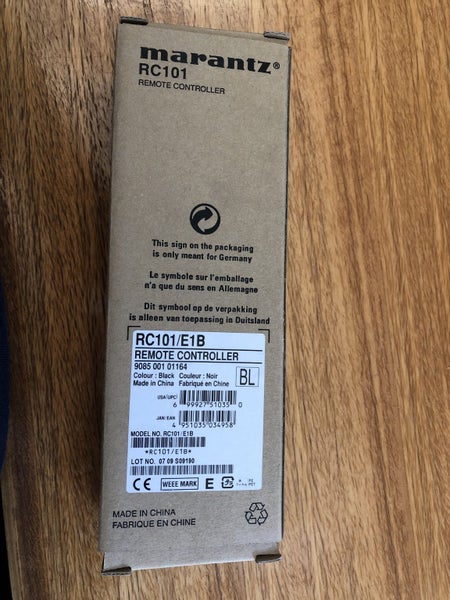 marantz®
RC101
REMOTE CONTROLLER
This sign on the packaging
is only meant for Germany
Le symbole sur l'emballage
n'a que du sens en Allemagne
Dit symbool op de verpakking
is alleen van toepassing in Duitsland
RC101/E1B
REMOTE CONTROLLER
9085 001 01164
Colour : Black Couleur : Noir
Made in China Fabriqué en Chine
BL
USA(UPC)
6 99927 51035 0
JAN/EAN
4 951035 034958
MODEL NO. RC101/E1B
*RC101/E1B*
LOT NO. 07 09 S09190
CE WEEE MARK E
MADE IN CHINA
FABRIQUE EN CHINE